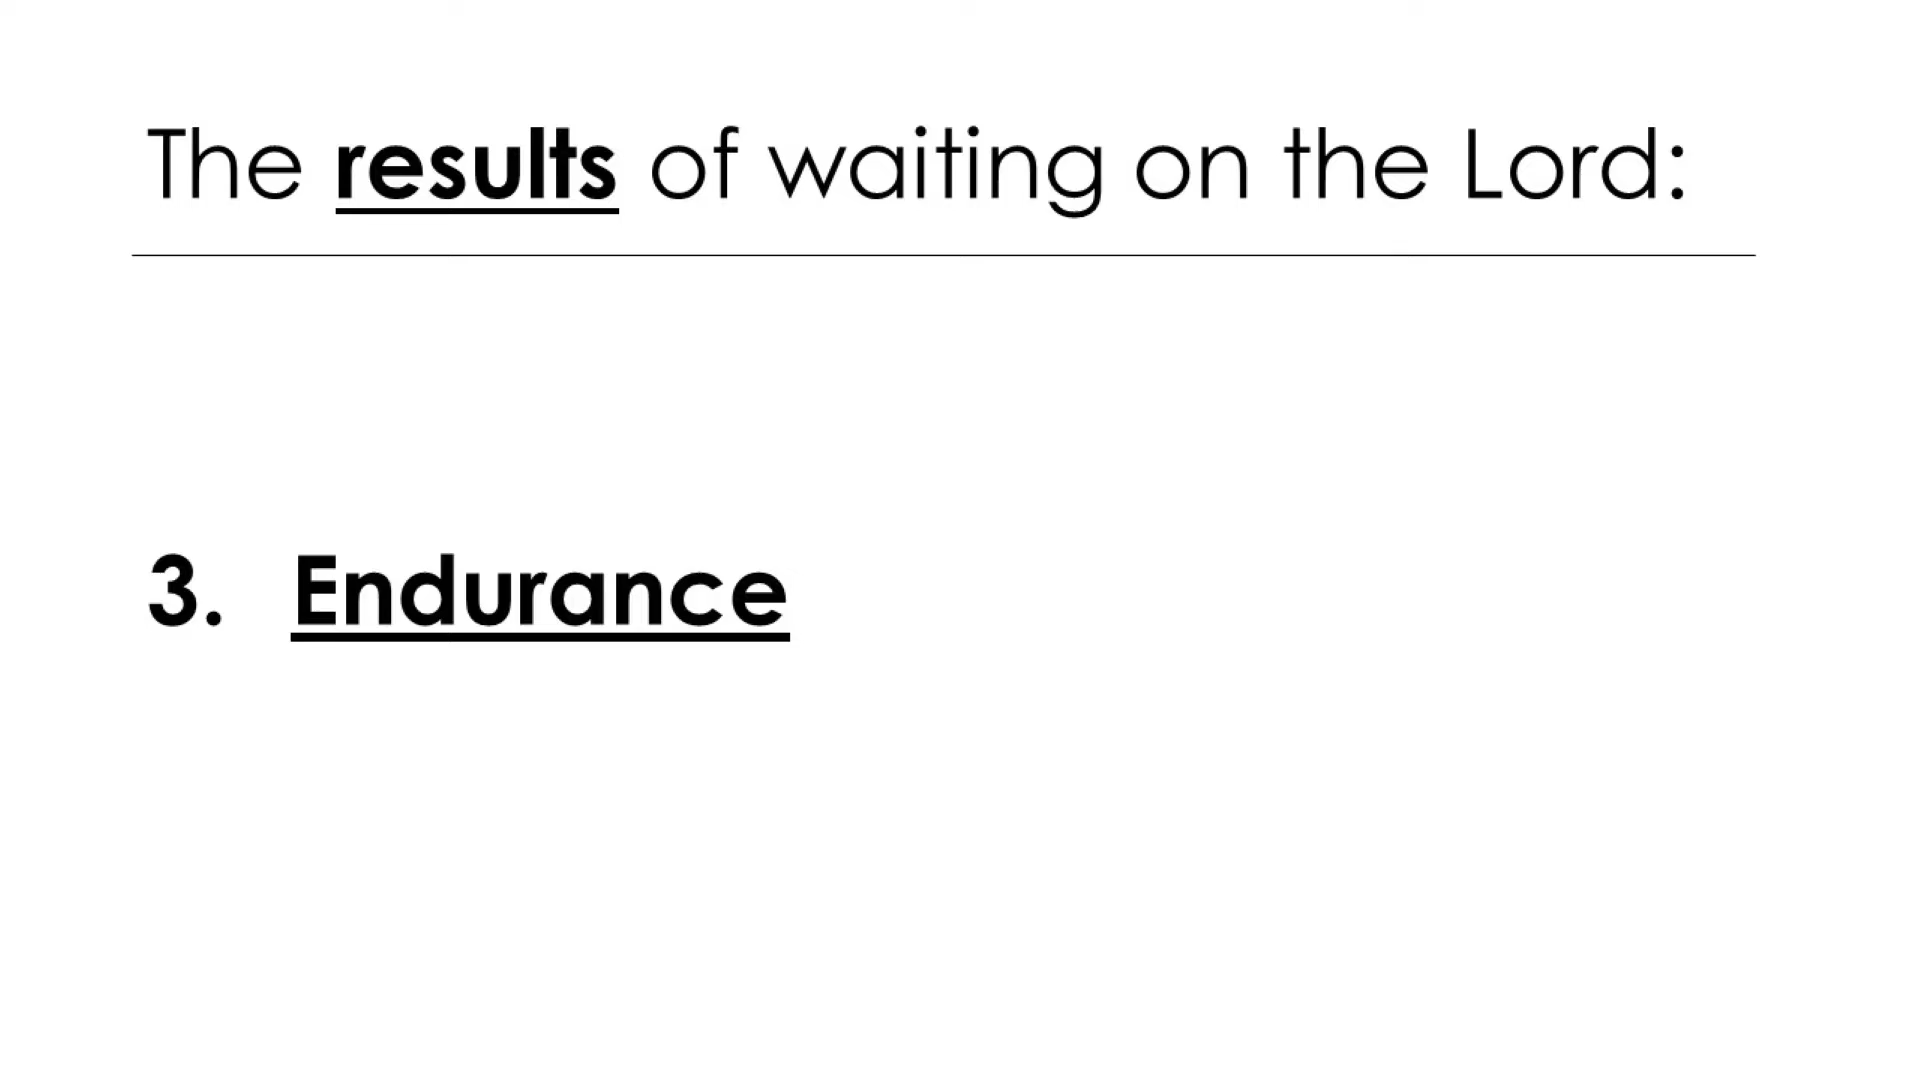 The results of waiting on the Lord:
3. Endurance